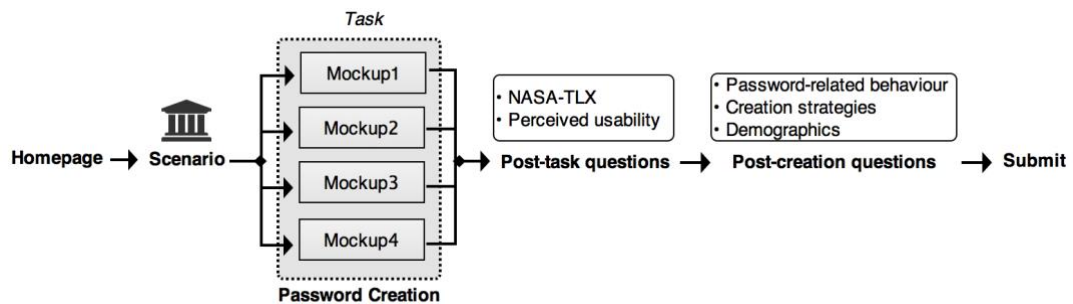 Task
Mockup1
Mockup2
Mockup3
Mockup4
Password Creation
Homepage
Scenario
• NASA-TLX
• Perceived usability
Post-task questions
• Password-related behaviour
• Creation strategies
• Demographics
Post-creation questions
Submit